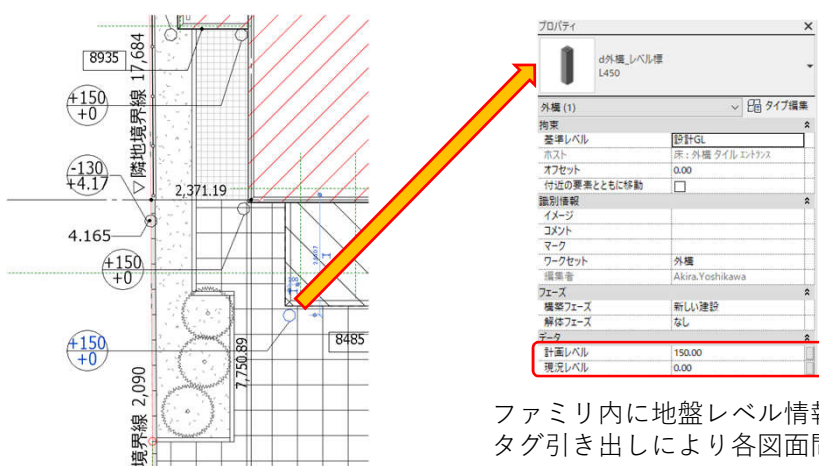 8935
▽隣地境界線 17,684
+150
+0
-130
+4.17
2,371.19
4.165
+150
+0
+150
+0
8485
7,750.89
境界線 2,090
プロパティ
d外構_レベル標
L450
外構 (1)
タイプ編集
拘束
基準レベル 設計GL
ホスト 床 : 外構 タイル エントランス
オフセット 0.00
付近の要素とともに移動
識別情報
イメージ
コメント
マーク
ワークセット 外構
編集者 Akira.Yoshikawa
フェーズ
構築フェーズ 新しい建設
解体フェーズ なし
データ
計画レベル 150.00
現況レベル 0.00
ファミリ内に地盤レベル情報
タグ引き出しにより各図面間